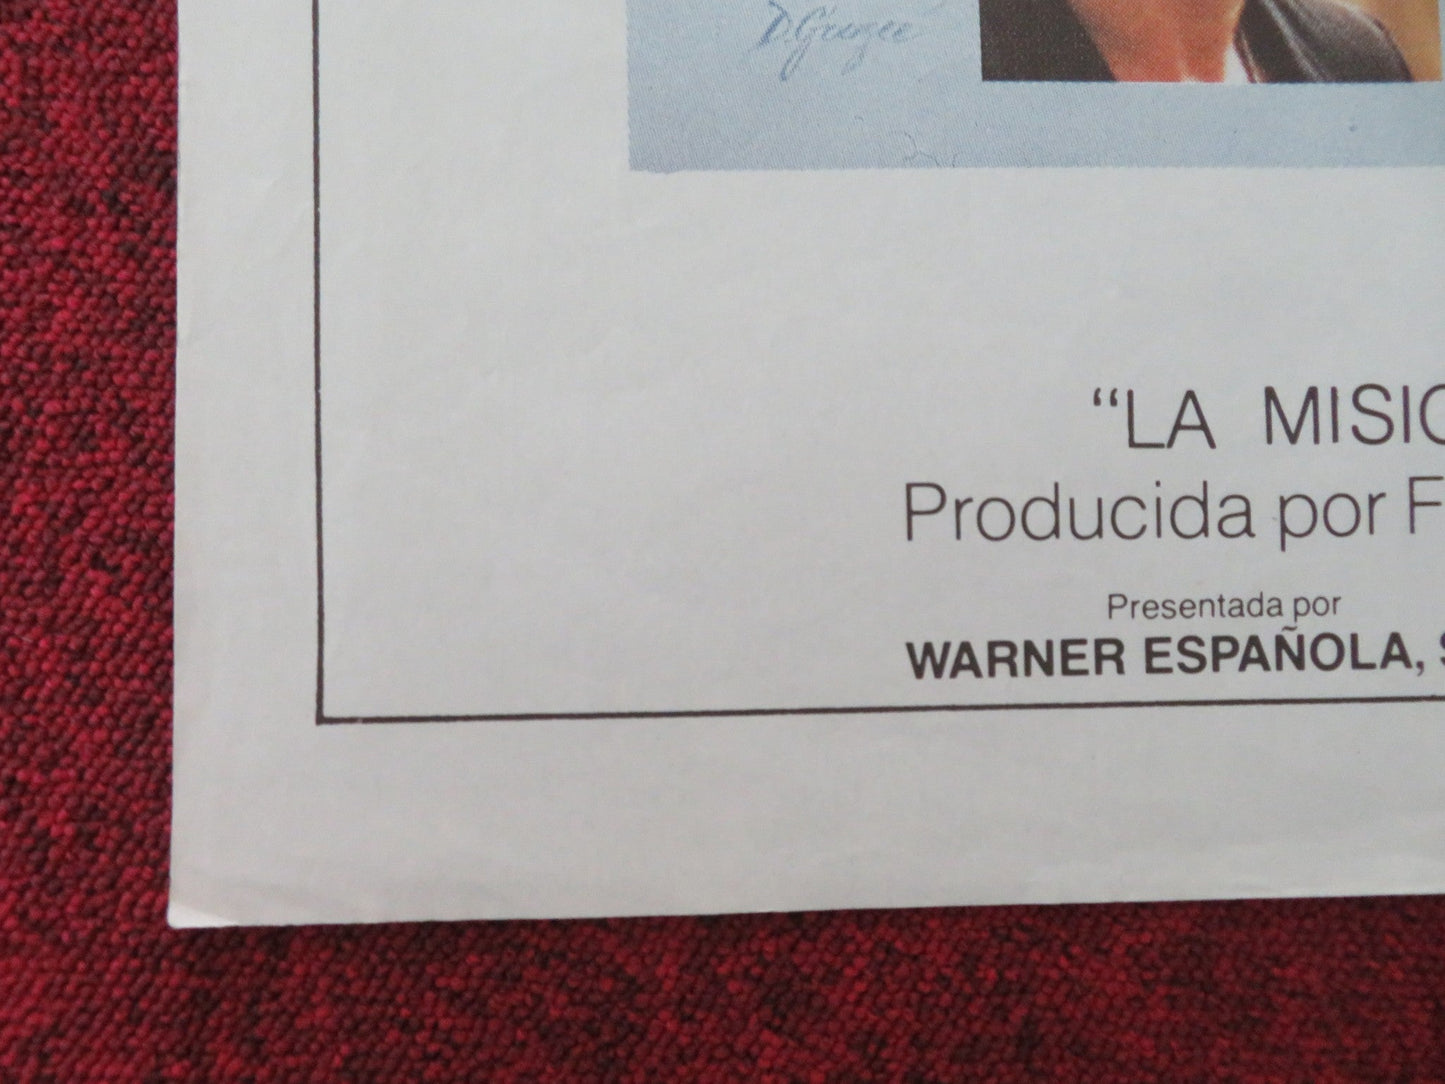 “LA MISIO
Producida por F
Presentada por
WARNER ESPAÑOLA, S